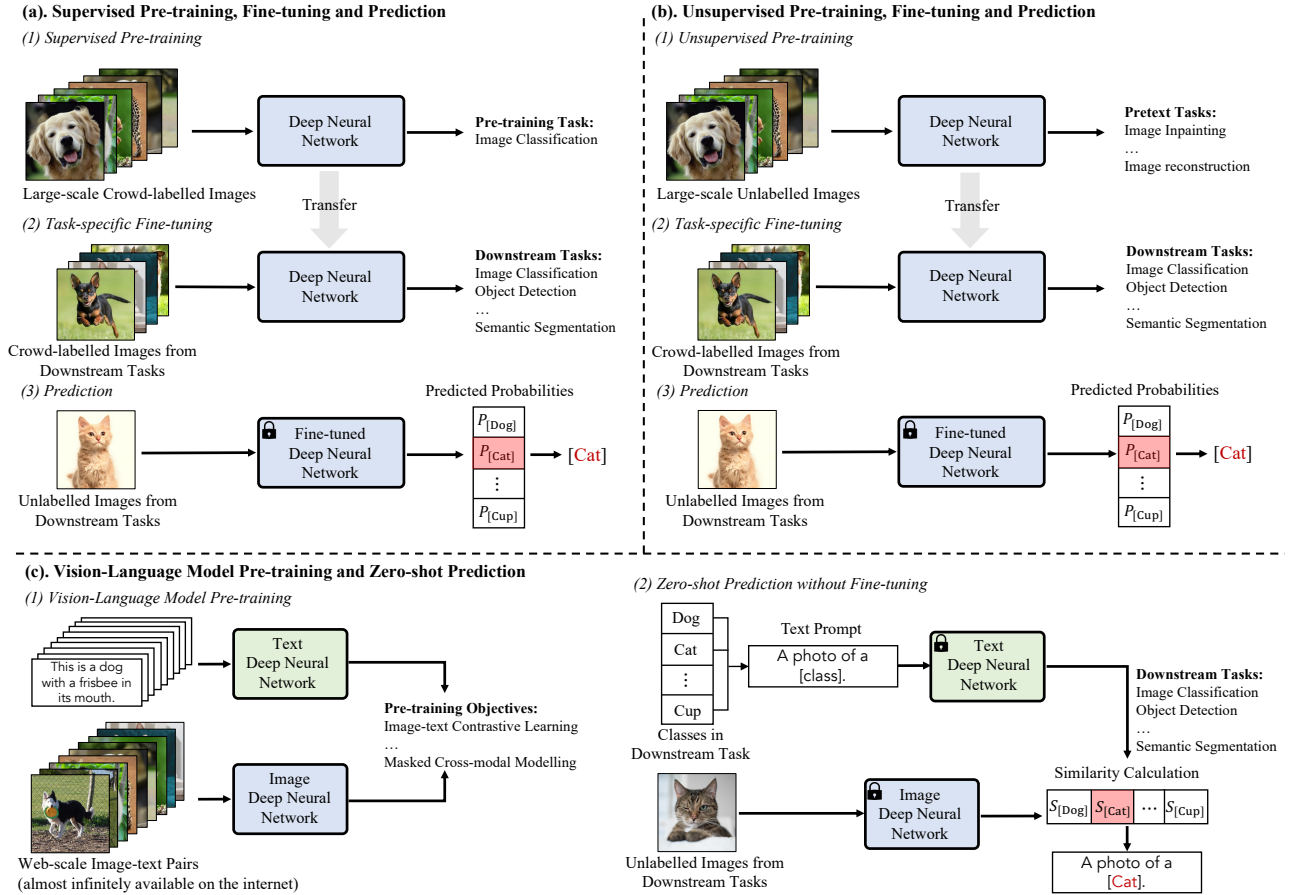 (a). Supervised Pre-training, Fine-tuning and Prediction
(1) Supervised Pre-training
Deep Neural
Network
Pre-training Task:
Image Classification
Large-scale Crowd-labelled Images
Transfer
(2) Task-specific Fine-tuning
Deep Neural
Network
Downstream Tasks:
Image Classification
Object Detection
…
Semantic Segmentation
Crowd-labelled Images from
Downstream Tasks
(3) Prediction
Predicted Probabilities
Fine-tuned
Deep Neural
Network
P[Dog]
P[Cat]
⋮
P[Cup]
[Cat]
Unlabelled Images from
Downstream Tasks
(b). Unsupervised Pre-training, Fine-tuning and Prediction
(1) Unsupervised Pre-training
Deep Neural
Network
Pretext Tasks:
Image Inpainting
…
Image reconstruction
Large-scale Unlabelled Images
Transfer
(2) Task-specific Fine-tuning
Deep Neural
Network
Downstream Tasks:
Image Classification
Object Detection
…
Semantic Segmentation
Crowd-labelled Images from
Downstream Tasks
(3) Prediction
Predicted Probabilities
Fine-tuned
Deep Neural
Network
P[Dog]
P[Cat]
⋮
P[Cup]
[Cat]
Unlabelled Images from
Downstream Tasks
(c). Vision-Language Model Pre-training and Zero-shot Prediction
(1) Vision-Language Model Pre-training
This is a dog
with a frisbee in
its mouth.
Text
Deep Neural
Network
Pre-training Objectives:
Image-text Contrastive Learning
…
Masked Cross-modal Modelling
Image
Deep Neural
Network
Web-scale Image-text Pairs
(almost infinitely available on the internet)
(2) Zero-shot Prediction without Fine-tuning
Dog
Cat
⋮
Cup
Classes in
Downstream Task
Text Prompt
A photo of a
[class].
Text
Deep Neural
Network
Downstream Tasks:
Image Classification
Object Detection
…
Semantic Segmentation
Image
Deep Neural
Network
Unlabelled Images from
Downstream Tasks
Similarity Calculation
S[Dog] S[Cat] ⋯ S[Cup]
A photo of a
[Cat].